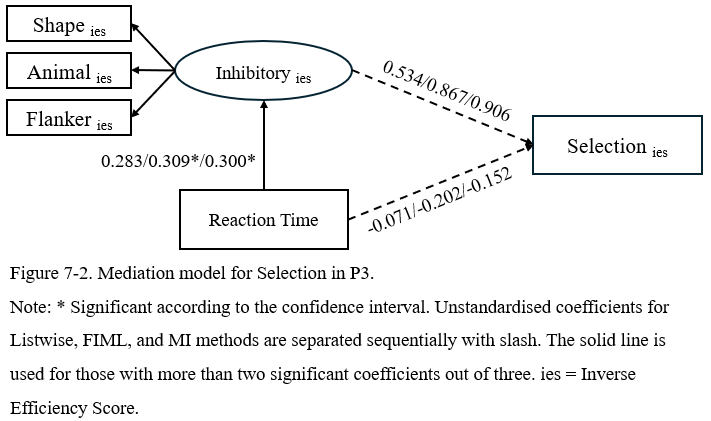 Shape ies
Animal ies
Flanker ies
Inhibitory ies
0.534/0.867/0.906
Selection ies
0.283/0.309*/0.300*
-0.071/-0.202/-0.152
Reaction Time
Figure 7-2. Mediation model for Selection in P3.
Note: * Significant according to the confidence interval. Unstandardised coefficients for
Listwise, FIML, and MI methods are separated sequentially with slash. The solid line is
used for those with more than two significant coefficients out of three. ies = Inverse
Efficiency Score.